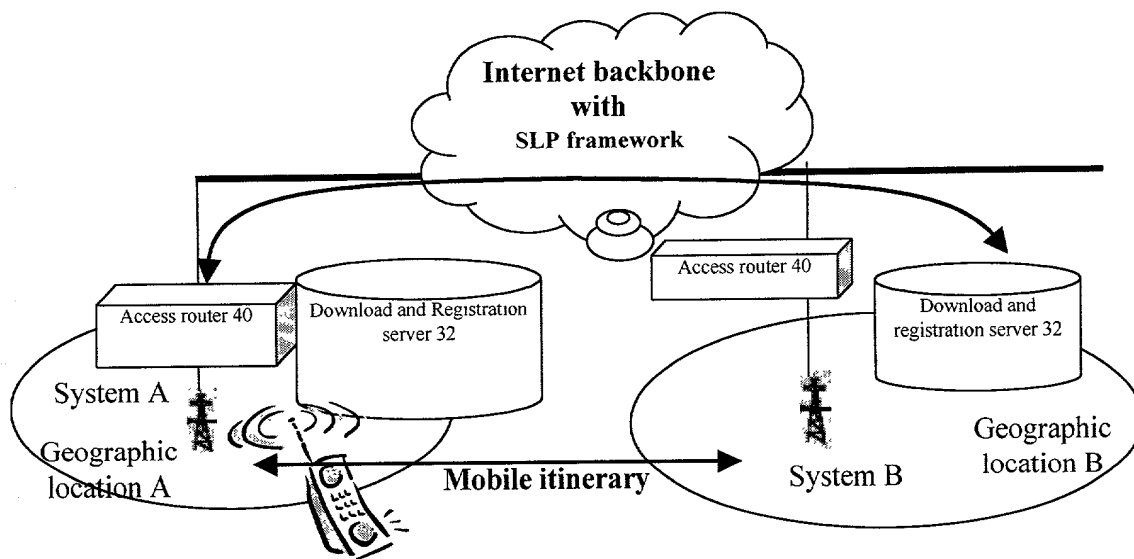 Internet backbone
with
SLP framework
Access router 40
Download and Registration
server 32
Access router 40
Download and
registration server 32
System A
Geographic
location A
Mobile itinerary
System B
Geographic
location B